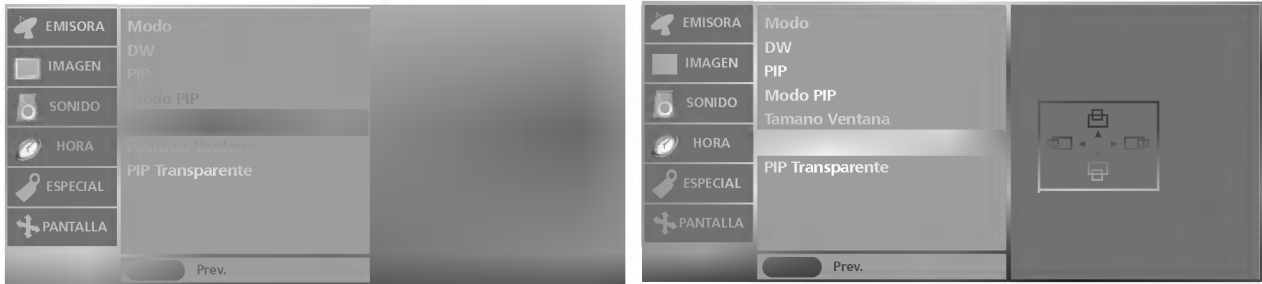 EMISORA
IMAGEN
SONIDO
HORA
ESPECIAL
PANTALLA
Modo
DW
PIP
Modo PIP
Posicion Ventana
PIP Transparente
Prev.
EMISORA
IMAGEN
SONIDO
HORA
ESPECIAL
PANTALLA
Modo
DW
PIP
Modo PIP
Tamano Ventana
PIP Transparente
Prev.